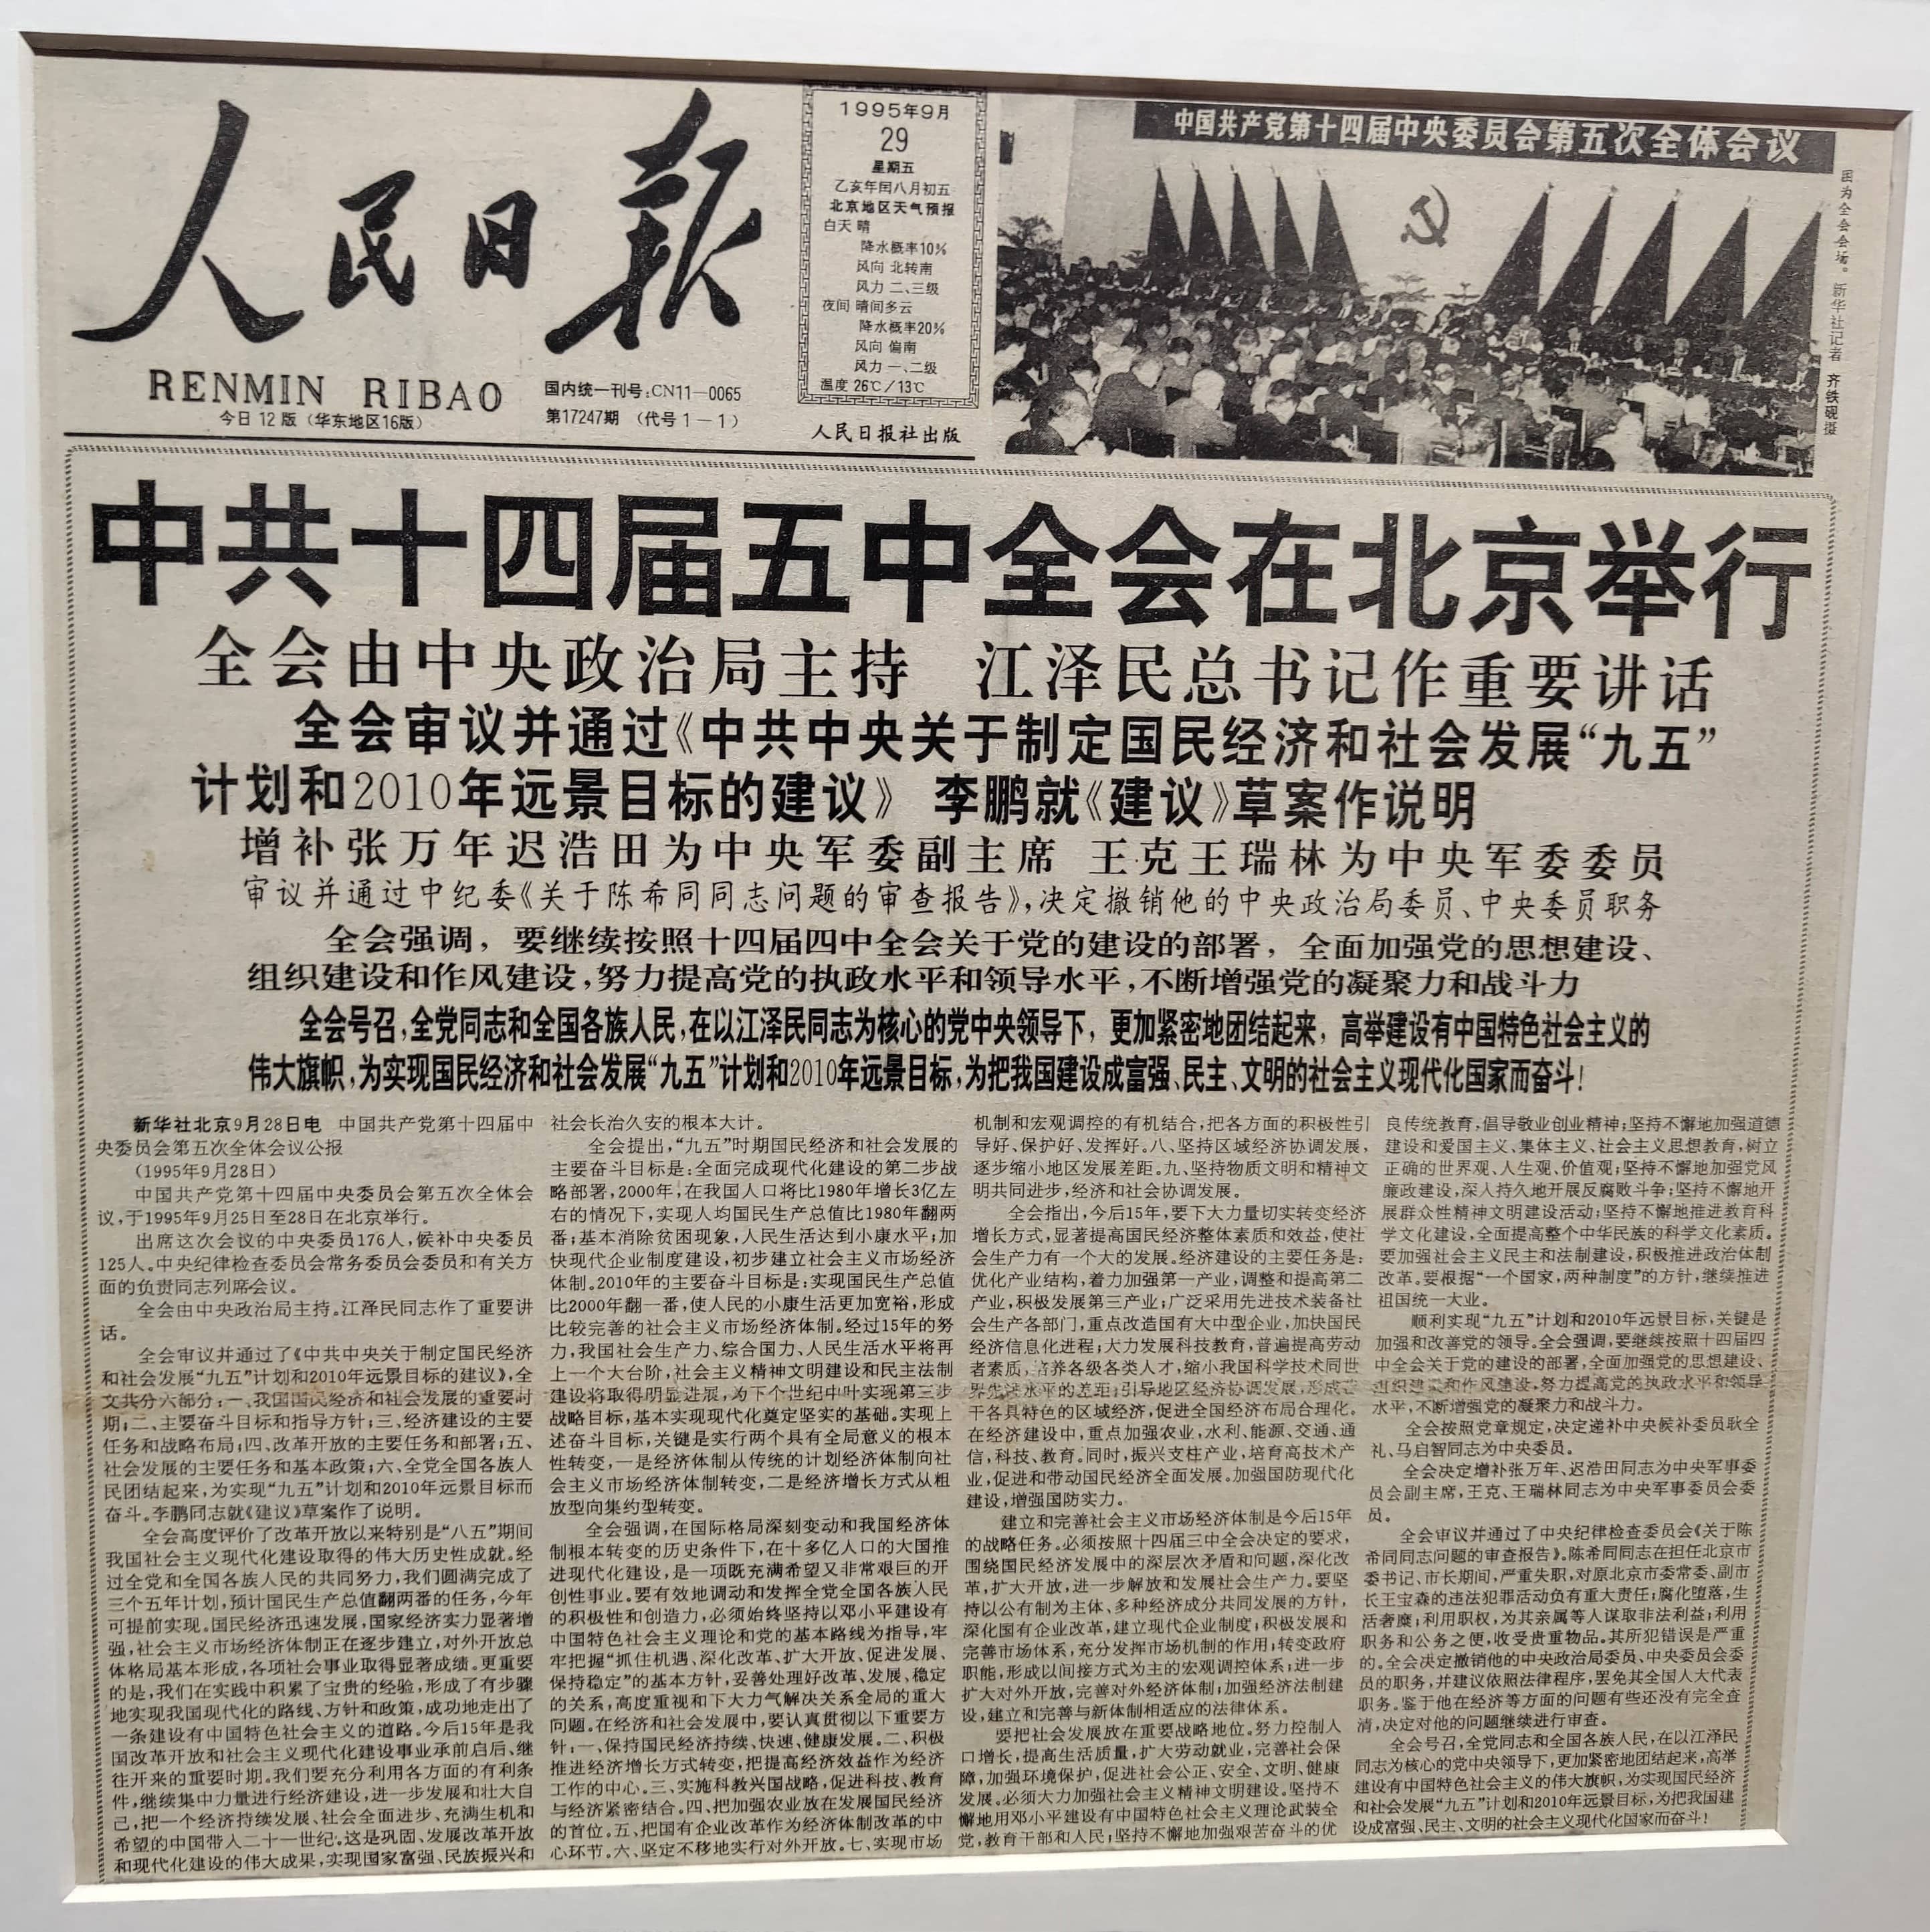 人民日报
RENMIN RIBAO
今日12版（华东地区16版）
国内统一刊号:CN11—0065
第17247期 （代号1—1）
1995年9月
29
星期五
乙亥年闰八月初五
北京地区天气预报
白天 晴
降水概率10%
风向 北转南
风力 二、三级
夜间 晴间多云
降水概率20%
风向 偏南
风力 一、二级
温度 26℃／13℃
人民日报社出版
中国共产党第十四届中央委员会第五次全体会议
图为全会会场。 新华社记者 齐铁砚摄
中共十四届五中全会在北京举行
全会由中央政治局主持 江泽民总书记作重要讲话
全会审议并通过《中共中央关于制定国民经济和社会发展“九五”
计划和2010年远景目标的建议》 李鹏就《建议》草案作说明
增补张万年迟浩田为中央军委副主席 王克王瑞林为中央军委委员
审议并通过中纪委《关于陈希同同志问题的审查报告》,决定撤销他的中央政治局委员、中央委员职务
全会强调，要继续按照十四届四中全会关于党的建设的部署，全面加强党的思想建设、
组织建设和作风建设,努力提高党的执政水平和领导水平,不断增强党的凝聚力和战斗力
全会号召,全党同志和全国各族人民,在以江泽民同志为核心的党中央领导下，更加紧密地团结起来，高举建设有中国特色社会主义的
伟大旗帜,为实现国民经济和社会发展“九五”计划和2010年远景目标,为把我国建设成富强、民主、文明的社会主义现代化国家而奋斗！
新华社北京9月28日电 中国共产党第十四届中
央委员会第五次全体会议公报
（1995年9月28日）
中国共产党第十四届中央委员会第五次全体会
议,于1995年9月25日至28日在北京举行。
出席这次会议的中央委员176人,候补中央委员
125人。中央纪律检查委员会常务委员会委员和有关方
面的负责同志列席会议。
全会由中央政治局主持。江泽民同志作了重要讲
话。
全会审议并通过了《中共中央关于制定国民经济
和社会发展“九五”计划和2010年远景目标的建议》,全
文共分六部分:一、我国国民经济和社会发展的重要时
期;二、主要奋斗目标和指导方针;三、经济建设的主要
任务和战略布局;四、改革开放的主要任务和部署;五、
社会发展的主要任务和基本政策;六、全党全国各族人
民团结起来,为实现“九五”计划和2010年远景目标而
奋斗。李鹏同志就《建议》草案作了说明。
全会高度评价了改革开放以来特别是“八五”期间
我国社会主义现代化建设取得的伟大历史性成就。经
过全党和全国各族人民的共同努力,我们圆满完成了
三个五年计划,预计国民生产总值翻两番的任务,今年
可提前实现。国民经济迅速发展,国家经济实力显著增
强,社会主义市场经济体制正在逐步建立,对外开放总
体格局基本形成,各项社会事业取得显著成绩。更重要
的是,我们在实践中积累了宝贵的经验,形成了有步骤
地实现我国现代化的路线、方针和政策,成功地走出了
一条建设有中国特色社会主义的道路。今后15年是我
国改革开放和社会主义现代化建设事业承前启后、继
往开来的重要时期。我们要充分利用各方面的有利条
件,继续集中力量进行经济建设,进一步发展和壮大自
己,把一个经济持续发展、社会全面进步、充满生机和
希望的中国带入二十一世纪。这是巩固、发展改革开放
和现代化建设的伟大成果,实现国家富强、民族振兴和
社会长治久安的根本大计。
全会提出,“九五”时期国民经济和社会发展的
主要奋斗目标是:全面完成现代化建设的第二步战
略部署,2000年,在我国人口将比1980年增长3亿左
右的情况下,实现人均国民生产总值比1980年翻两
番;基本消除贫困现象,人民生活达到小康水平;加
快现代企业制度建设,初步建立社会主义市场经济
体制。2010年的主要奋斗目标是:实现国民生产总值
比2000年翻一番,使人民的小康生活更加宽裕,形成
比较完善的社会主义市场经济体制。经过15年的努
力,我国社会生产力、综合国力、人民生活水平将再
上一个大台阶,社会主义精神文明建设和民主法制
建设将取得明显进展,为下个世纪中叶实现第三步
战略目标,基本实现现代化奠定坚实的基础。实现上
述奋斗目标,关键是实行两个具有全局意义的根本
性转变,一是经济体制从传统的计划经济体制向社
会主义市场经济体制转变,二是经济增长方式从粗
放型向集约型转变。
全会强调,在国际格局深刻变动和我国经济体
制根本转变的历史条件下,在十多亿人口的大国推
进现代化建设,是一项既充满希望又非常艰巨的开
创性事业。要有效地调动和发挥全党全国各族人民
的积极性和创造力,必须始终坚持以邓小平建设有
中国特色社会主义理论和党的基本路线为指导,牢
牢把握“抓住机遇、深化改革、扩大开放、促进发展、
保持稳定”的基本方针，妥善处理好改革、发展、稳定
的关系,高度重视和下大力气解决关系全局的重大
问题。在经济和社会发展中,要认真贯彻以下重要方
针:一、保持国民经济持续、快速、健康发展。二、积极
推进经济增长方式转变,把提高经济效益作为经济
工作的中心。三、实施科教兴国战略,促进科技、教育
与经济紧密结合。四、把加强农业放在发展国民经济
的首位。五、把国有企业改革作为经济体制改革的中
心环节。六、坚定不移地实行对外开放。七、实现市场
机制和宏观调控的有机结合,把各方面的积极性引
导好、保护好、发挥好。八、坚持区域经济协调发展,
逐步缩小地区发展差距。九、坚持物质文明和精神文
明共同进步,经济和社会协调发展。
全会指出,今后15年,要下大力量切实转变经济
增长方式,显著提高国民经济整体素质和效益,使社
会生产力有一个大的发展。经济建设的主要任务是:
优化产业结构,着力加强第一产业,调整和提高第二
产业,积极发展第三产业;广泛采用先进技术装备社
会生产各部门,重点改造国有大中型企业,加快国民
经济信息化进程;大力发展科技教育,普遍提高劳动
者素质,培养各级各类人才,缩小我国科学技术同世
界先进水平的差距;引导地区经济协调发展,形成若
干各具特色的区域经济,促进全国经济布局合理化。
在经济建设中,重点加强农业,水利、能源、交通、通
信,科技、教育。同时,振兴支柱产业,培育高技术产
业,促进和带动国民经济全面发展。加强国防现代化
建设,增强国防实力。
建立和完善社会主义市场经济体制是今后15年
的战略任务。必须按照十四届三中全会决定的要求,
围绕国民经济发展中的深层次矛盾和问题,深化改
革,扩大开放,进一步解放和发展社会生产力。要坚
持以公有制为主体、多种经济成分共同发展的方针,
深化国有企业改革,建立现代企业制度;积极发展和
完善市场体系,充分发挥市场机制的作用;转变政府
职能,形成以间接方式为主的宏观调控体系;进一步
扩大对外开放,完善对外经济体制;加强经济法制建
设,建立和完善与新体制相适应的法律体系。
要把社会发展放在重要战略地位。努力控制人
口增长,提高生活质量,扩大劳动就业,完善社会保
障,加强环境保护,促进社会公正、安全、文明、健康
发展。必须大力加强社会主义精神文明建设。坚持不
懈地用邓小平建设有中国特色社会主义理论武装全
党,教育干部和人民;坚持不懈地加强艰苦奋斗的优
良传统教育,倡导敬业创业精神;坚持不懈地加强道德
建设和爱国主义、集体主义、社会主义思想教育,树立
正确的世界观、人生观、价值观;坚持不懈地加强党风
廉政建设,深入持久地开展反腐败斗争;坚持不懈地开
展群众性精神文明建设活动;坚持不懈地推进教育科
学文化建设,全面提高整个中华民族的科学文化素质。
要加强社会主义民主和法制建设,积极推进政治体制
改革。要根据“一个国家,两种制度”的方针,继续推进
祖国统一大业。
顺利实现“九五”计划和2010年远景目标,关键是
加强和改善党的领导。全会强调,要继续按照十四届四
中全会关于党的建设的部署,全面加强党的思想建设、
组织建设和作风建设,努力提高党的执政水平和领导
水平,不断增强党的凝聚力和战斗力。
全会按照党章规定,决定递补中央候补委员耿全
礼、马启智同志为中央委员。
全会决定增补张万年、迟浩田同志为中央军事委
员会副主席,王克、王瑞林同志为中央军事委员会委
员。
全会审议并通过了中央纪律检查委员会《关于陈
希同同志问题的审查报告》。陈希同同志在担任北京市
委书记、市长期间,严重失职,对原北京市委常委、副市
长王宝森的违法犯罪活动负有重大责任;腐化堕落,生
活奢糜;利用职权,为其亲属等人谋取非法利益;利用
职务和公务之便,收受贵重物品。其所犯错误是严重
的。全会决定撤销他的中央政治局委员、中央委员会委
员的职务,并建议依照法律程序,罢免其全国人大代表
职务。鉴于他在经济等方面的问题有些还没有完全查
清,决定对他的问题继续进行审查。
全会号召,全党同志和全国各族人民,在以江泽民
同志为核心的党中央领导下,更加紧密地团结起来,高举
建设有中国特色社会主义的伟大旗帜,为实现国民经济
和社会发展“九五”计划和2010年远景目标,为把我国建
设成富强、民主、文明的社会主义现代化国家而奋斗！